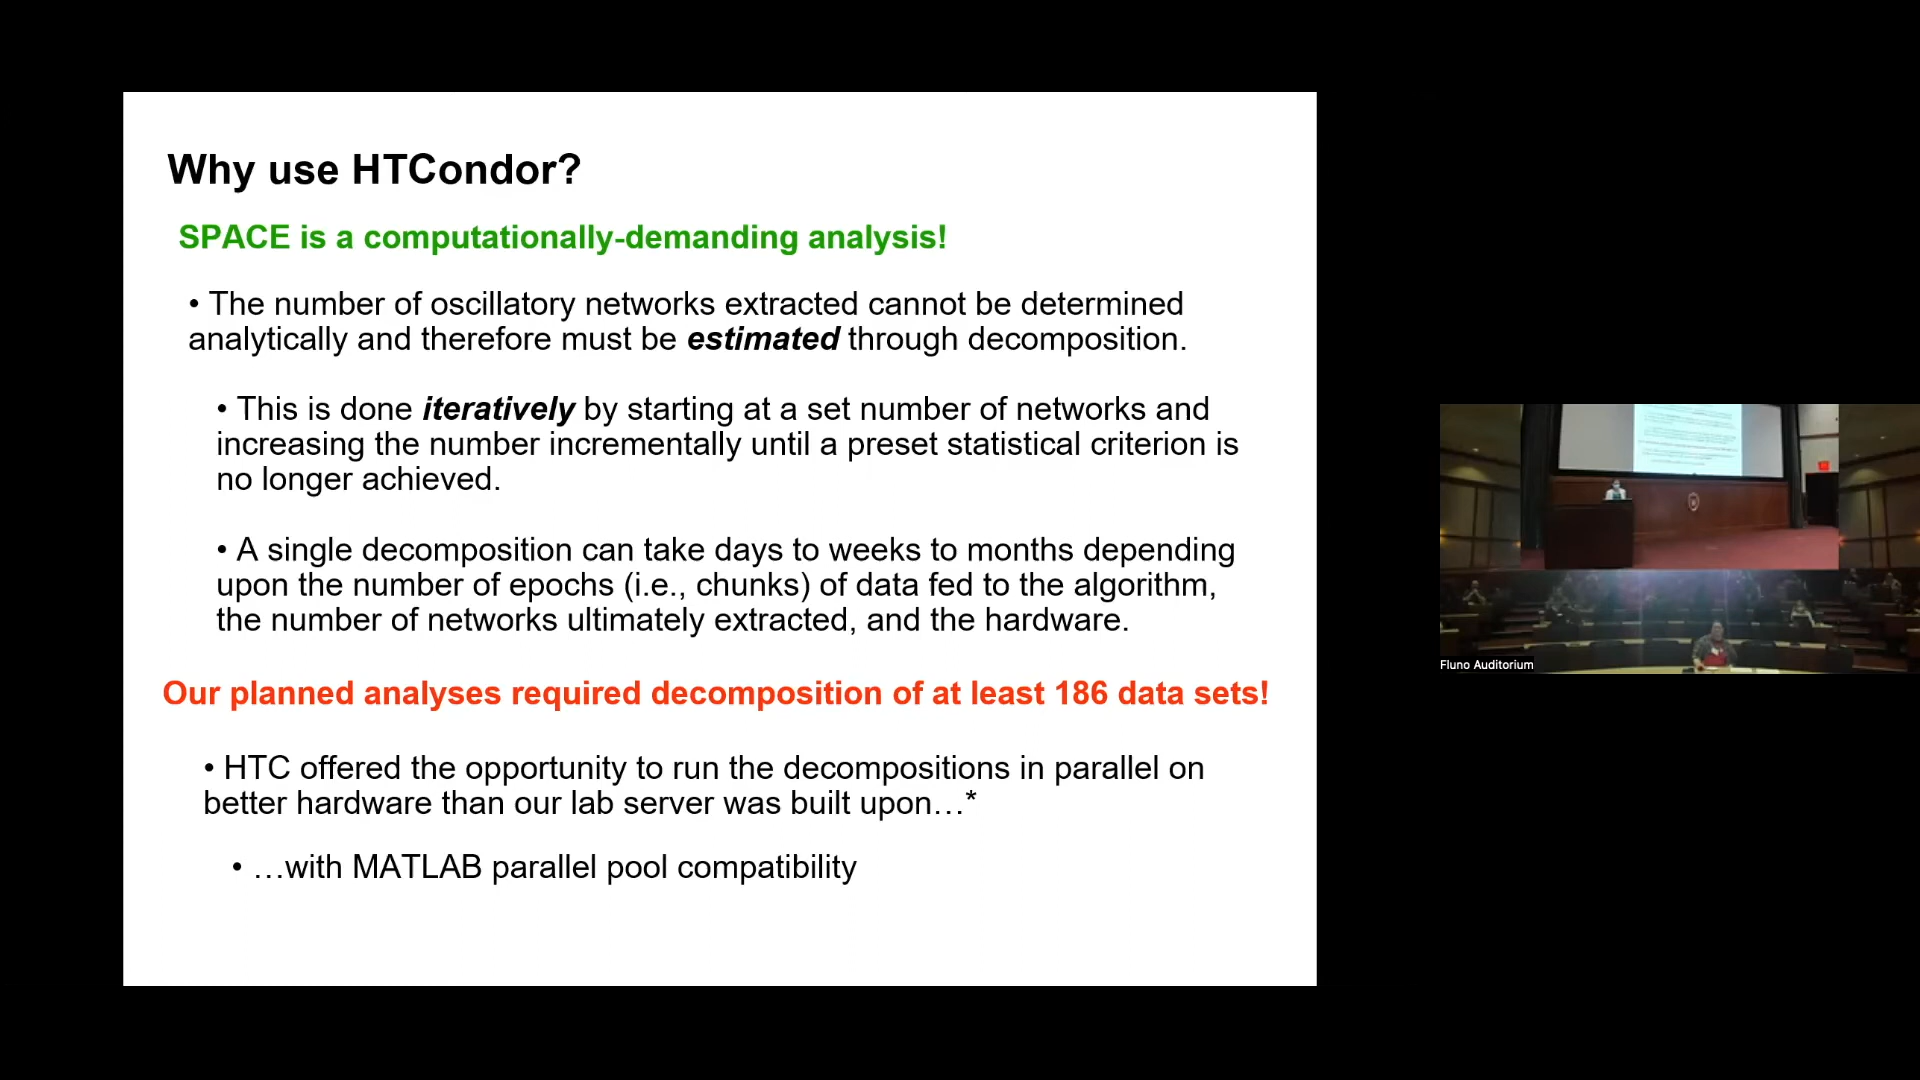 Why use HTCondor?
SPACE is a computationally-demanding analysis!
• The number of oscillatory networks extracted cannot be determined
analytically and therefore must be estimated through decomposition.
• This is done iteratively by starting at a set number of networks and
increasing the number incrementally until a preset statistical criterion is
no longer achieved.
• A single decomposition can take days to weeks to months depending
upon the number of epochs (i.e., chunks) of data fed to the algorithm,
the number of networks ultimately extracted, and the hardware.
Our planned analyses required decomposition of at least 186 data sets!
• HTC offered the opportunity to run the decompositions in parallel on
better hardware than our lab server was built upon…*
• …with MATLAB parallel pool compatibility
Fluno Auditorium